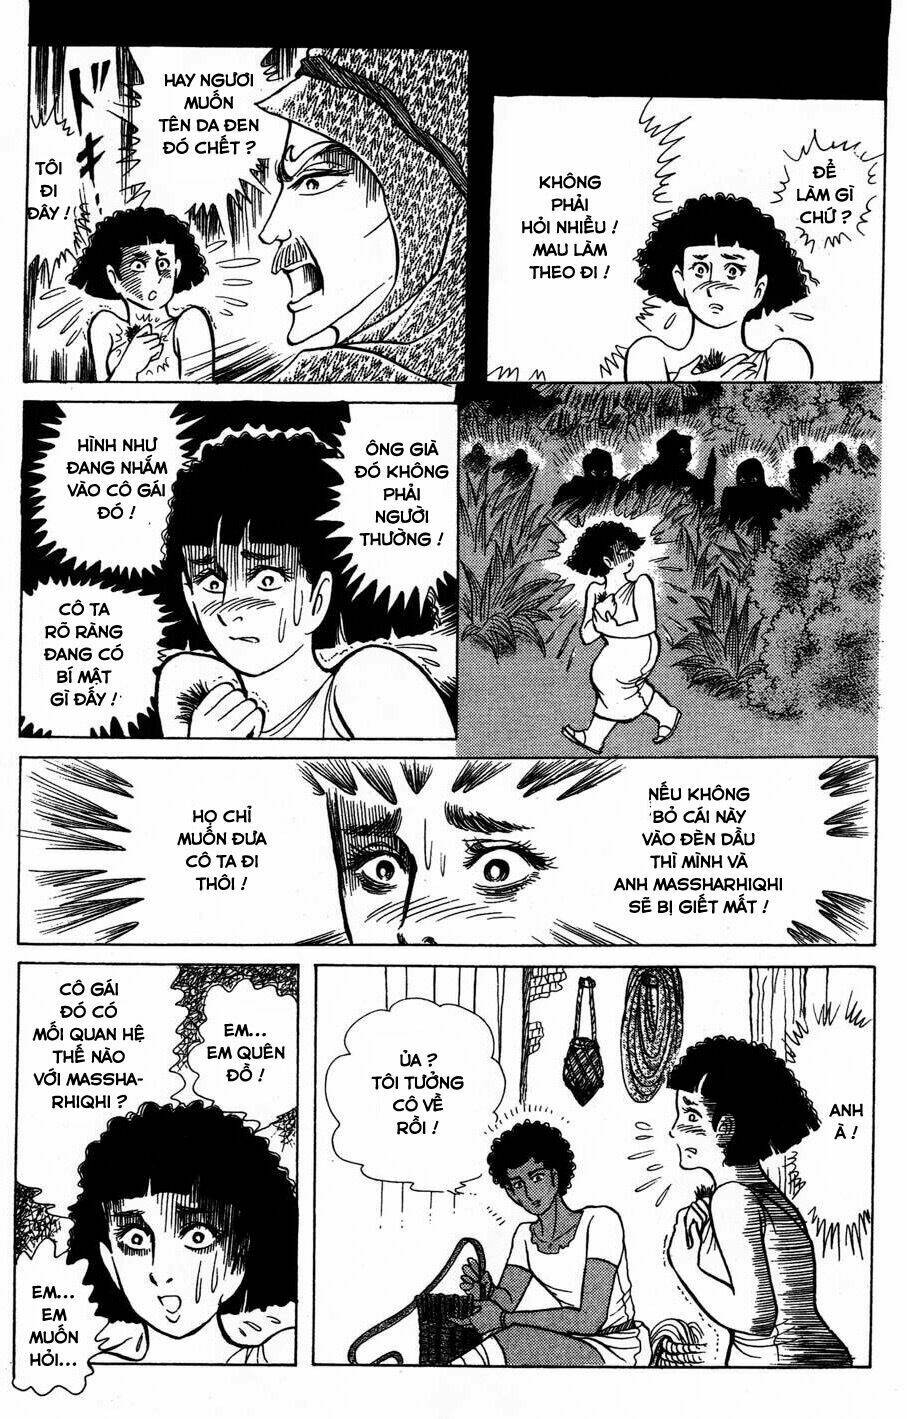 ĐỂ
LÀM GÌ
CHỨ ?
KHÔNG
PHẢI
HỎI NHIỀU !
MAU LÀM
THEO ĐI !
HAY NGƯƠI
MUỐN
TÊN DA ĐEN
ĐÓ CHẾT ?
ドキ…
TÔI
ĐI
ĐÂY !
ÔNG GIÀ
ĐÓ KHÔNG
PHẢI
NGƯỜI
THƯỜNG !
HÌNH NHƯ
ĐANG NHẮM
VÀO CÔ GÁI
ĐÓ !
CÔ TA
RÕ RÀNG
ĐANG CÓ
BÍ MẬT
GÌ ĐẤY !
NẾU KHÔNG
BỎ CÁI NÀY
VÀO ĐÈN DẦU
THÌ MÌNH VÀ
ANH MASSHARHIQHI
SẼ BỊ GIẾT MẤT !
HỌ CHỈ
MUỐN ĐƯA
CÔ TA ĐI
THÔI !
ANH
À !
ỦA ?
TÔI TƯỞNG
CÔ VỀ
RỒI !
EM...
EM QUÊN
ĐỒ !
CÔ GÁI
ĐÓ CÓ
MỐI QUAN HỆ
THẾ NÀO
VỚI MASSHA-
RHIQHI ?
EM...
EM
MUỐN
HỎI...